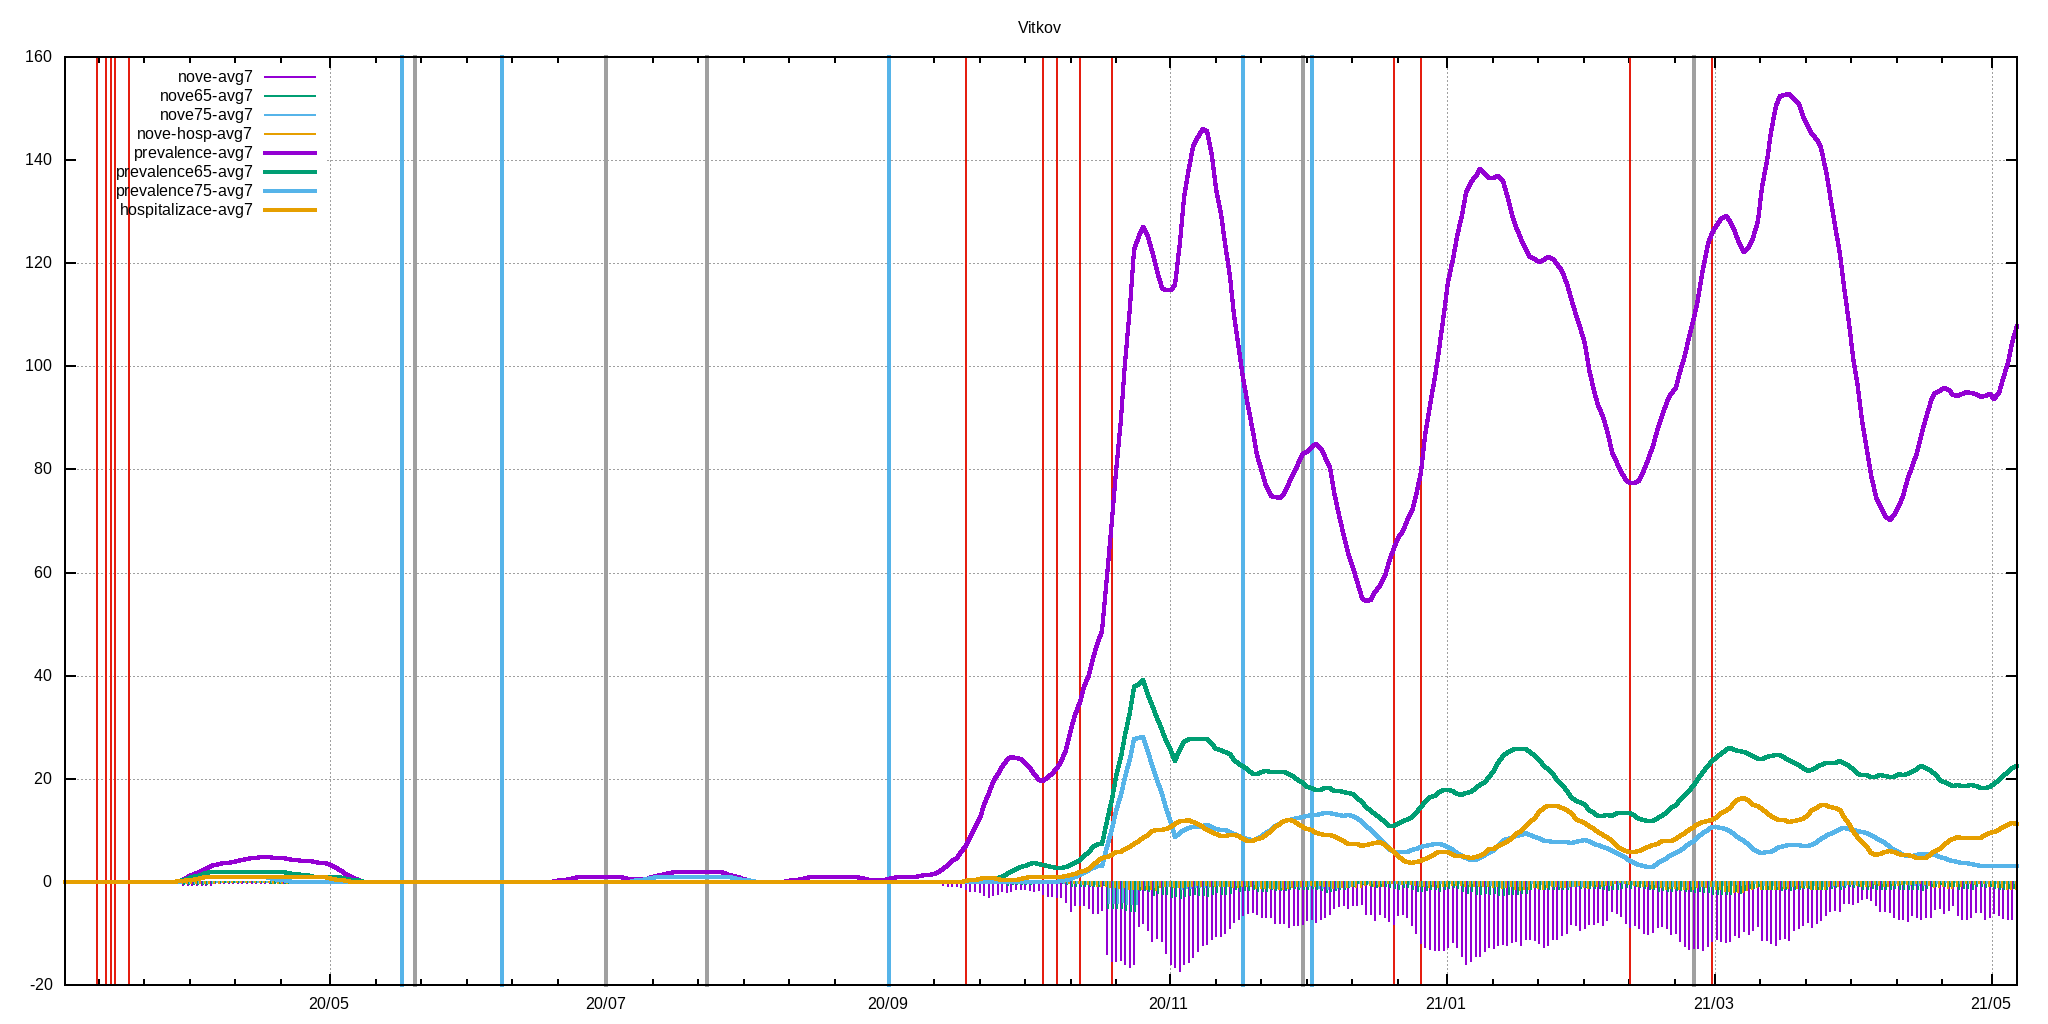 Vitkov
160
140
120
100
80
60
40
20
0
-20
nove-avg7
nove65-avg7
nove75-avg7
nove-hosp-avg7
prevalence-avg7
prevalence65-avg7
prevalence75-avg7
hospitalizace-avg7
20/05 20/07 20/09 20/11 21/01 21/03 21/05